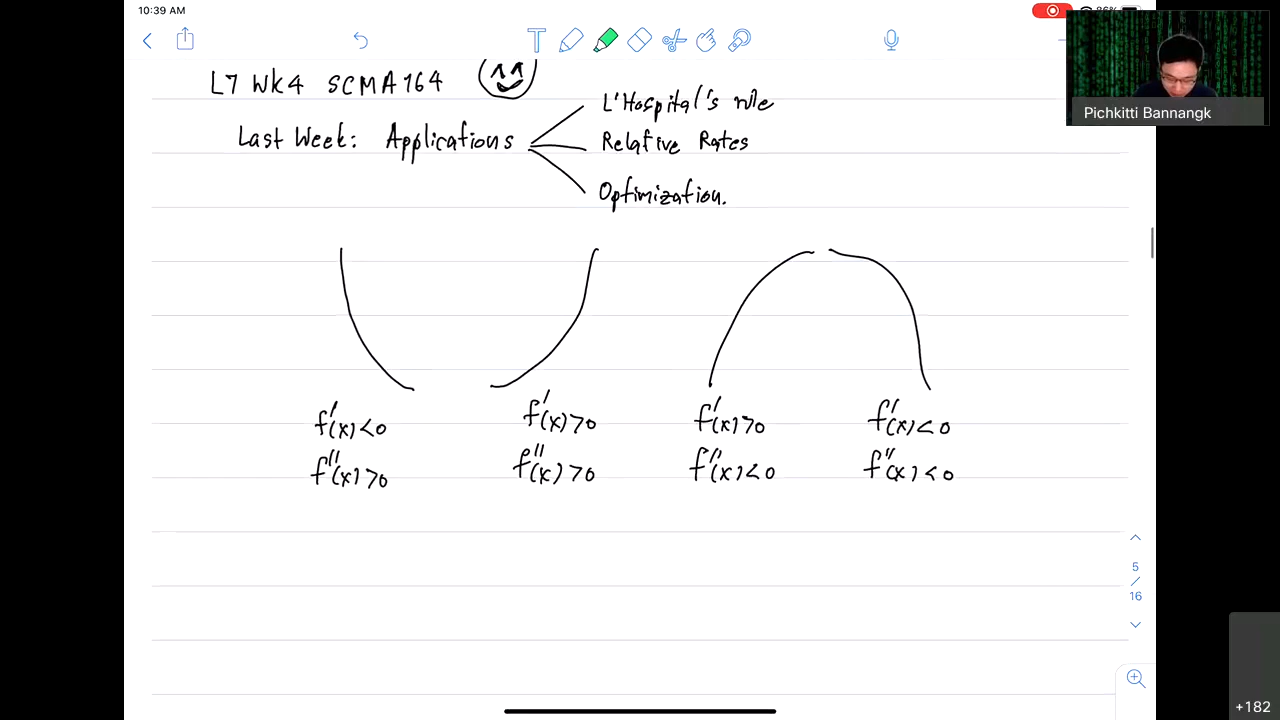 10:39 AM
86%
Pichkitti Bannangk
L7 Wk4 SCMA164
Last Week: Applications
L'Hospital's rule
Relative Rates
Optimization.
f'(x)<0
f''(x)>0
f'(x)>0
f''(x)>0
f'(x)>0
f''(x)<0
f'(x)<0
f''(x)<0
5
/
16
+182